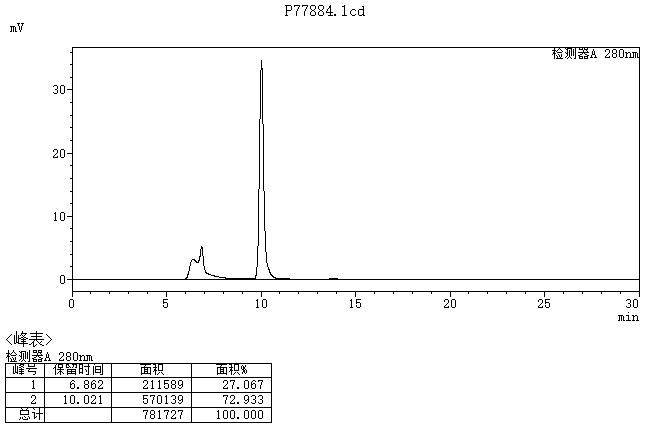 P77884.lcd
mV
检测器A 280nm
30
20
10
0
0 5 10 15 20 25 30
min
<峰表>
检测器A 280nm
峰号 保留时间 面积 面积%
1 6.862 211589 27.067
2 10.021 570139 72.933
总计 781727 100.000